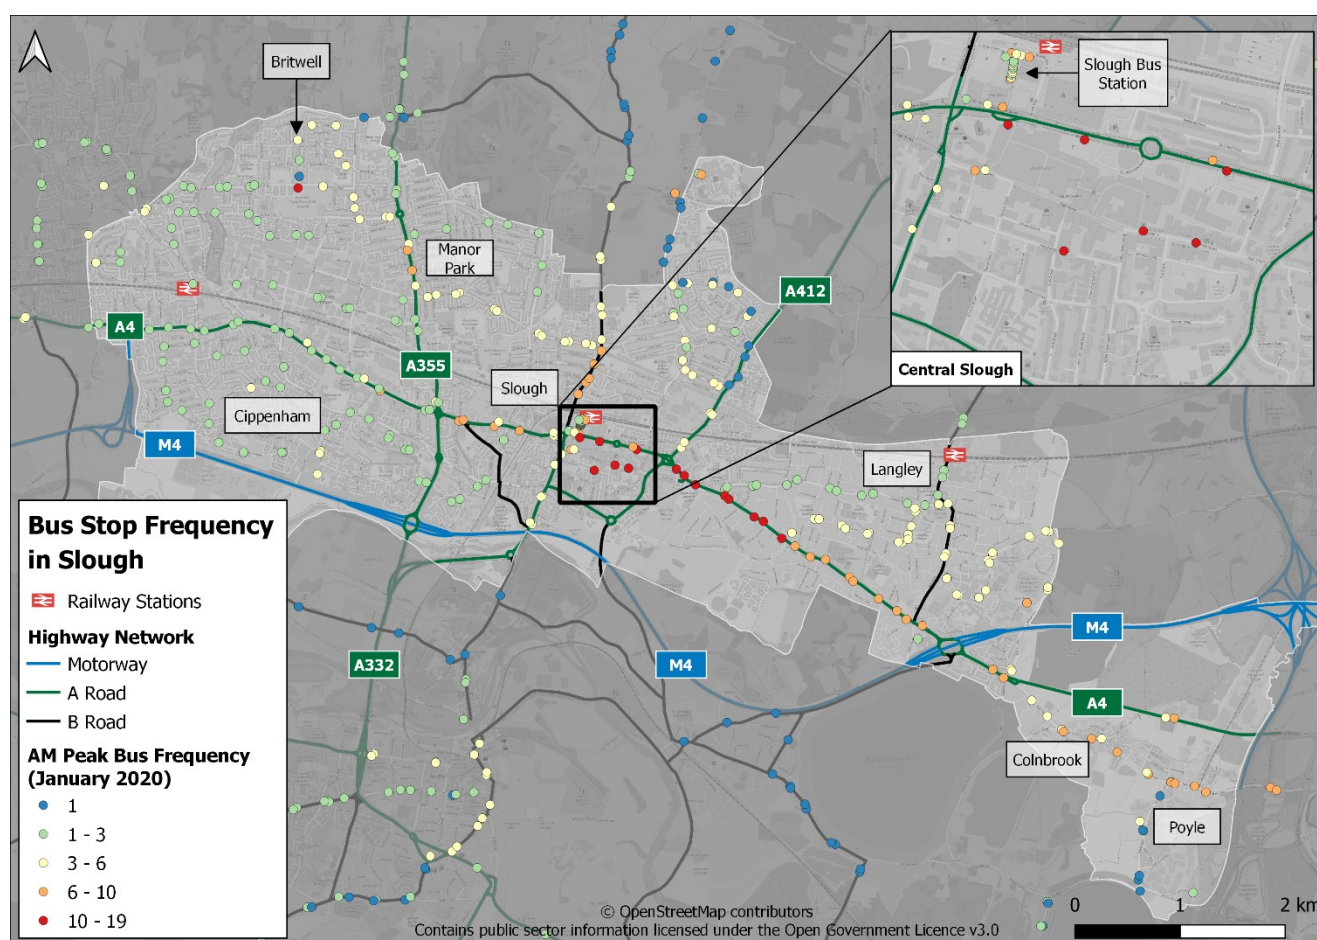 Britwell
Slough Bus
Station
Manor
Park
A412
A4
Central Slough
A355
Slough
Cippenham
M4
Langley
Bus Stop Frequency
in Slough
Railway Stations
Highway Network
Motorway
A Road
B Road
AM Peak Bus Frequency
(January 2020)
1
1 - 3
3 - 6
6 - 10
10 - 19
M4
A332
M4
A4
Colnbrook
Poyle
© OpenStreetMap contributors
0 1 2 km
Contains public sector information licensed under the Open Government Licence v3.0